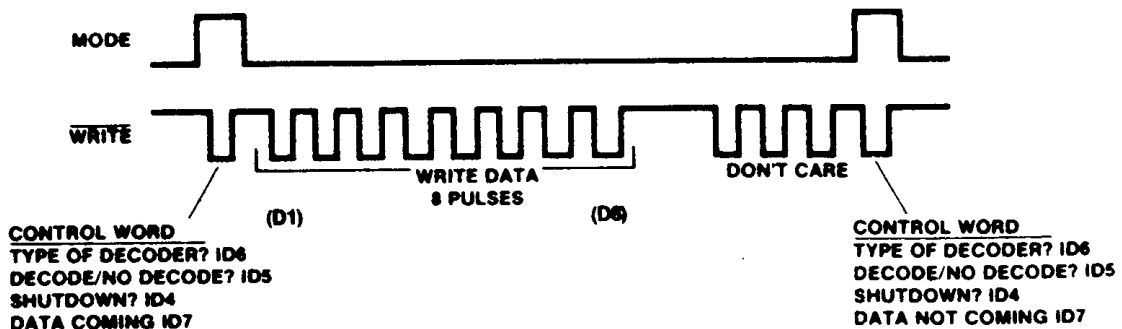 MODE
WRITE
WRITE DATA
8 PULSES
DON'T CARE
(D1)
(D8)
CONTROL WORD
TYPE OF DECODER? ID6
DECODE/NO DECODE? ID5
SHUTDOWN? ID4
DATA COMING ID7
CONTROL WORD
TYPE OF DECODER? ID6
DECODE/NO DECODE? ID5
SHUTDOWN? ID4
DATA NOT COMING ID7